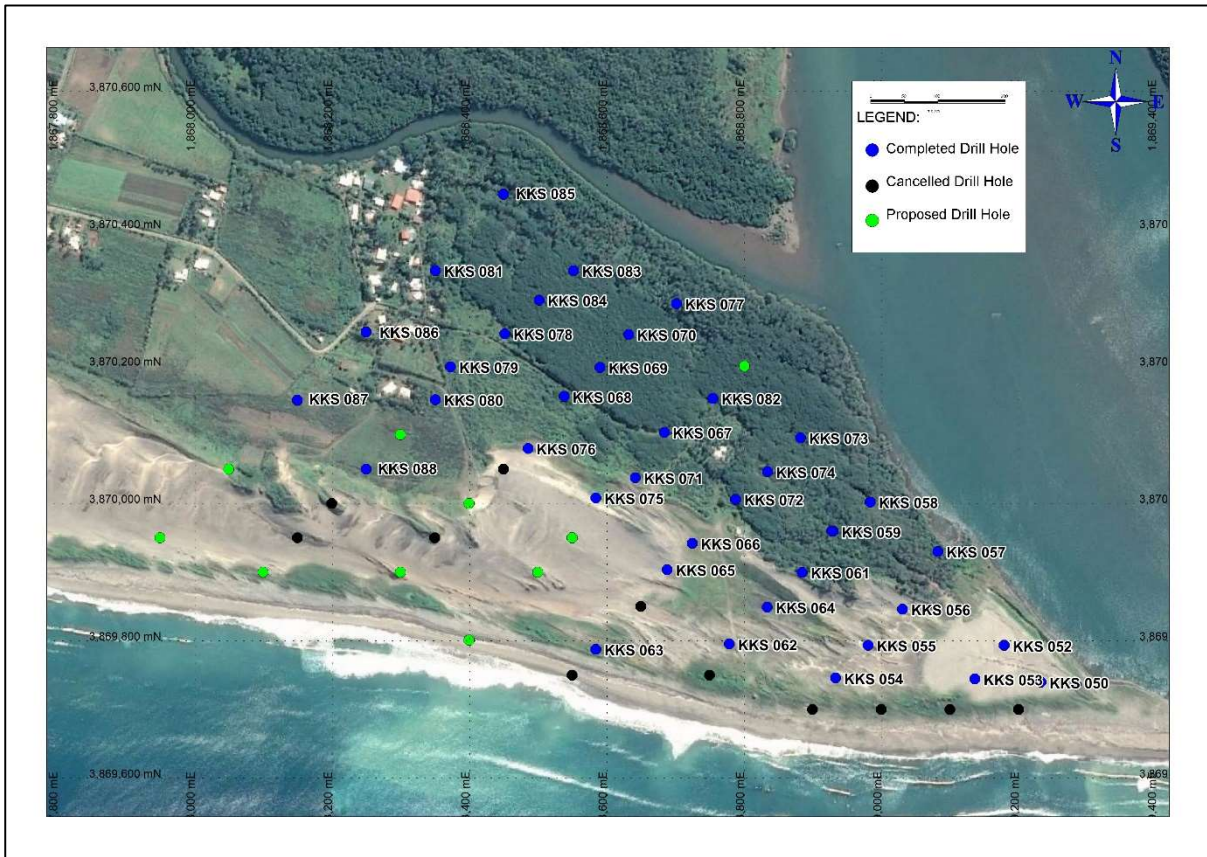 N
W E
S
1,867,800 mE
1,868,000 mE
1,868,200 mE
1,868,400 mE
1,868,600 mE
1,868,800 mE
1,869,400 mE
3,870,600 mN
LEGEND:
Completed Drill Hole
Cancelled Drill Hole
Proposed Drill Hole
KKS 085
3,870,400 mN
3,870
KKS 081
KKS 083
KKS 084
KKS 077
KKS 086
KKS 078
KKS 070
3,870,200 mN
3,870
KKS 079
KKS 069
KKS 087
KKS 080
KKS 068
KKS 082
KKS 067
KKS 073
KKS 076
KKS 088
KKS 074
KKS 071
3,870,000 mN
KKS 075
KKS 072
KKS 058
3,870
KKS 059
KKS 066
KKS 057
KKS 065
KKS 061
KKS 064
KKS 056
3,869,800 mN
KKS 063
KKS 062
KKS 055
KKS 052
3,869
KKS 054
KKS 053
KKS 050
3,869,600 mN
3,869
,800 mE
,000 mE
,200 mE
,400 mE
,600 mE
,800 mE
,000 mE
,200 mE
,400 mE